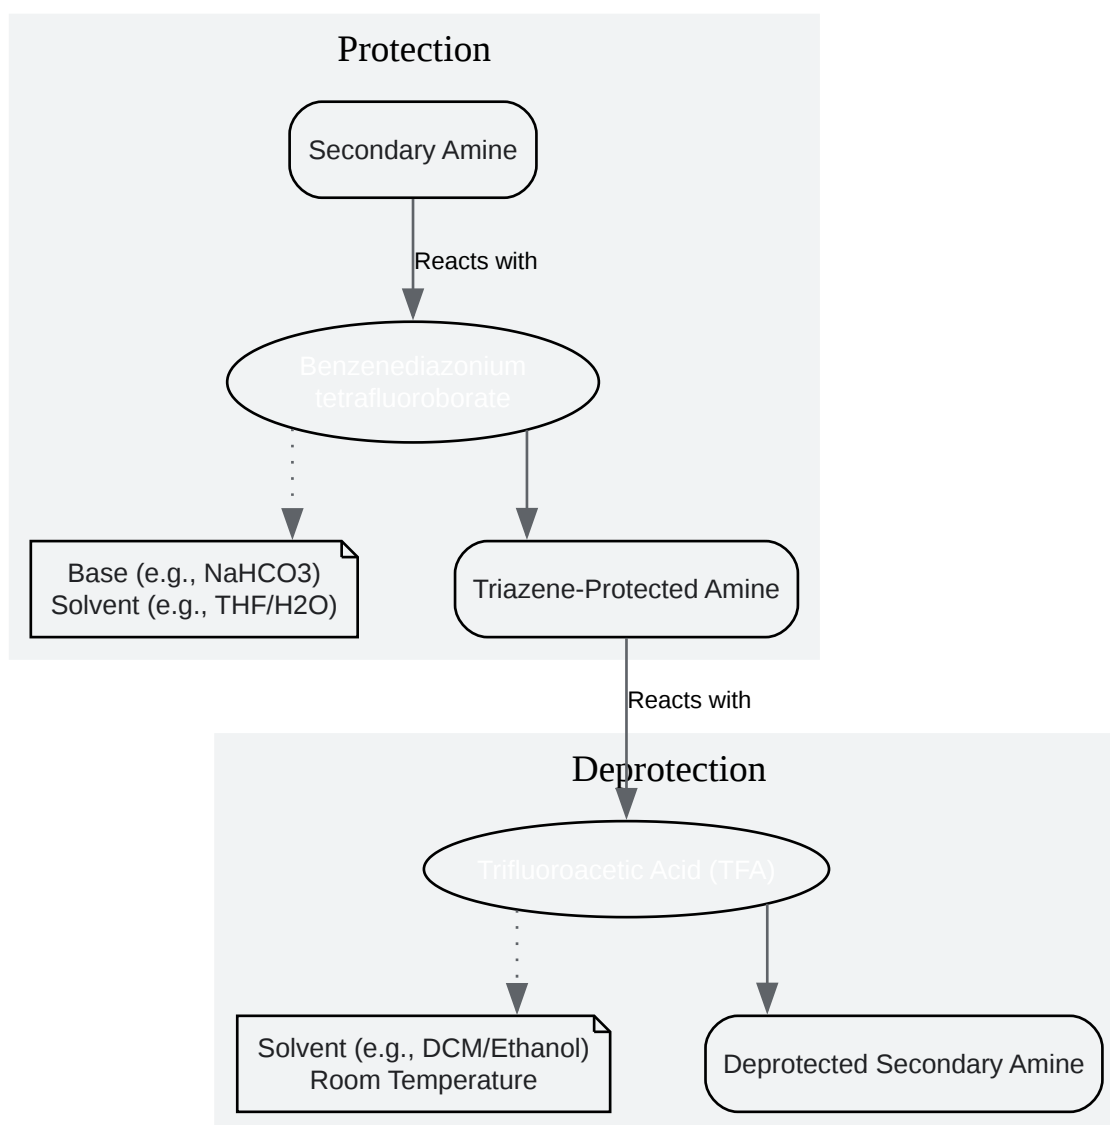 Protection
Secondary Amine
Reacts with
Benzenediazonium
tetrafluoroborate
Base (e.g., NaHCO3)
Solvent (e.g., THF/H2O)
Triazene-Protected Amine
Reacts with
Deprotection
Trifluoroacetic Acid (TFA)
Solvent (e.g., DCM/Ethanol)
Room Temperature
Deprotected Secondary Amine